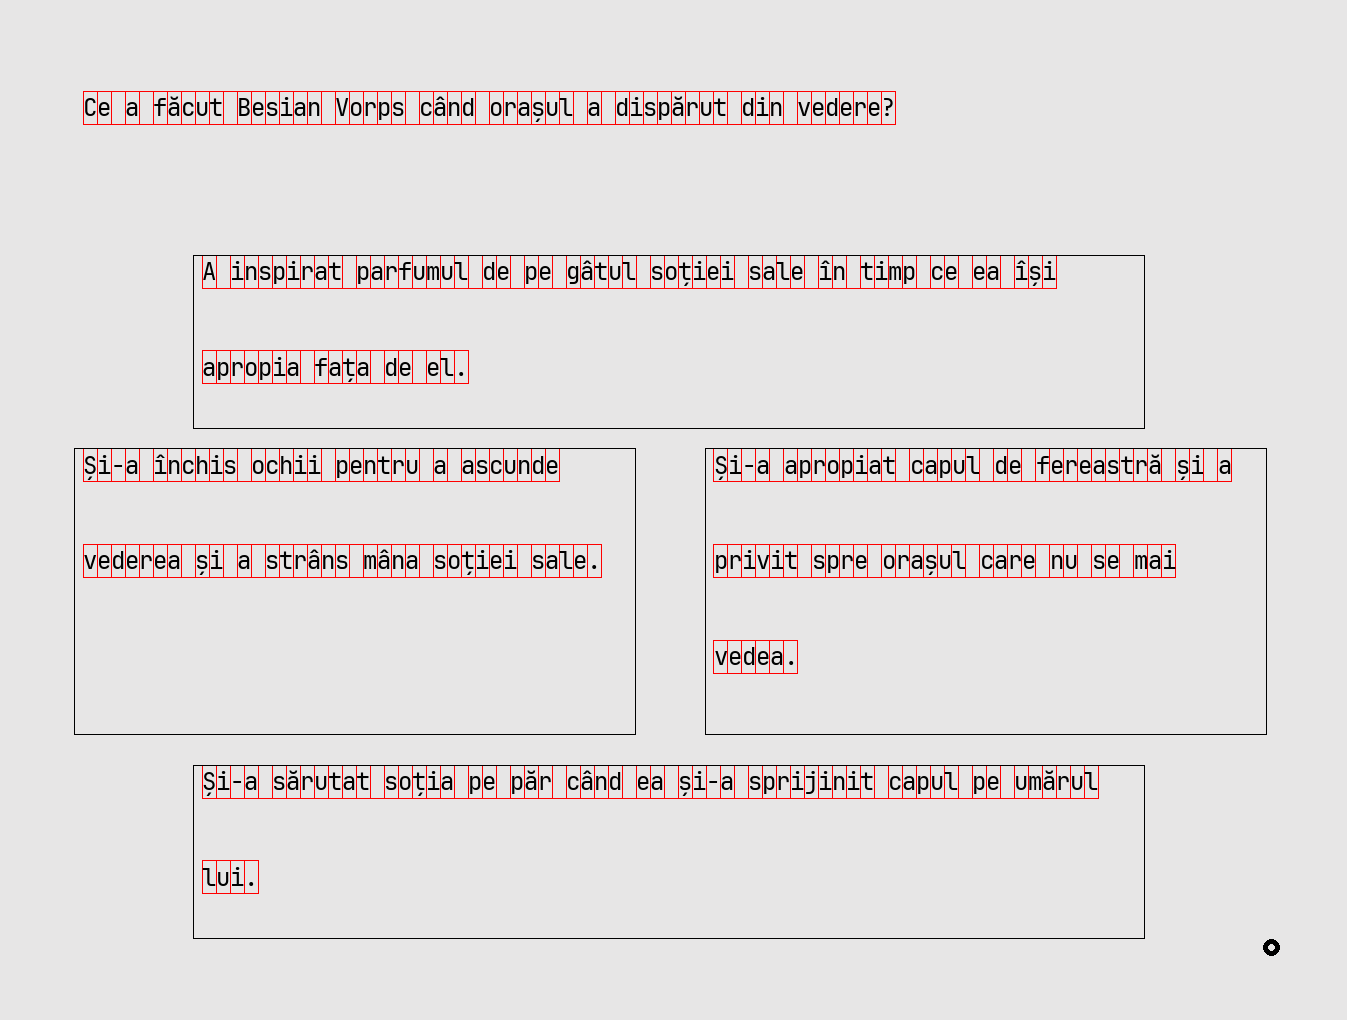 Ce a făcut Besian Vorps când orașul a dispărut din vedere?
A inspirat parfumul de pe gâtul soției sale în timp ce ea își
apropia fața de el.
Și-a închis ochii pentru a ascunde
vederea și a strâns mâna soției sale.
Și-a apropiat capul de fereastră și a
privit spre orașul care nu se mai
vedea.
Și-a sărutat soția pe păr când ea și-a sprijinit capul pe umărul
lui.